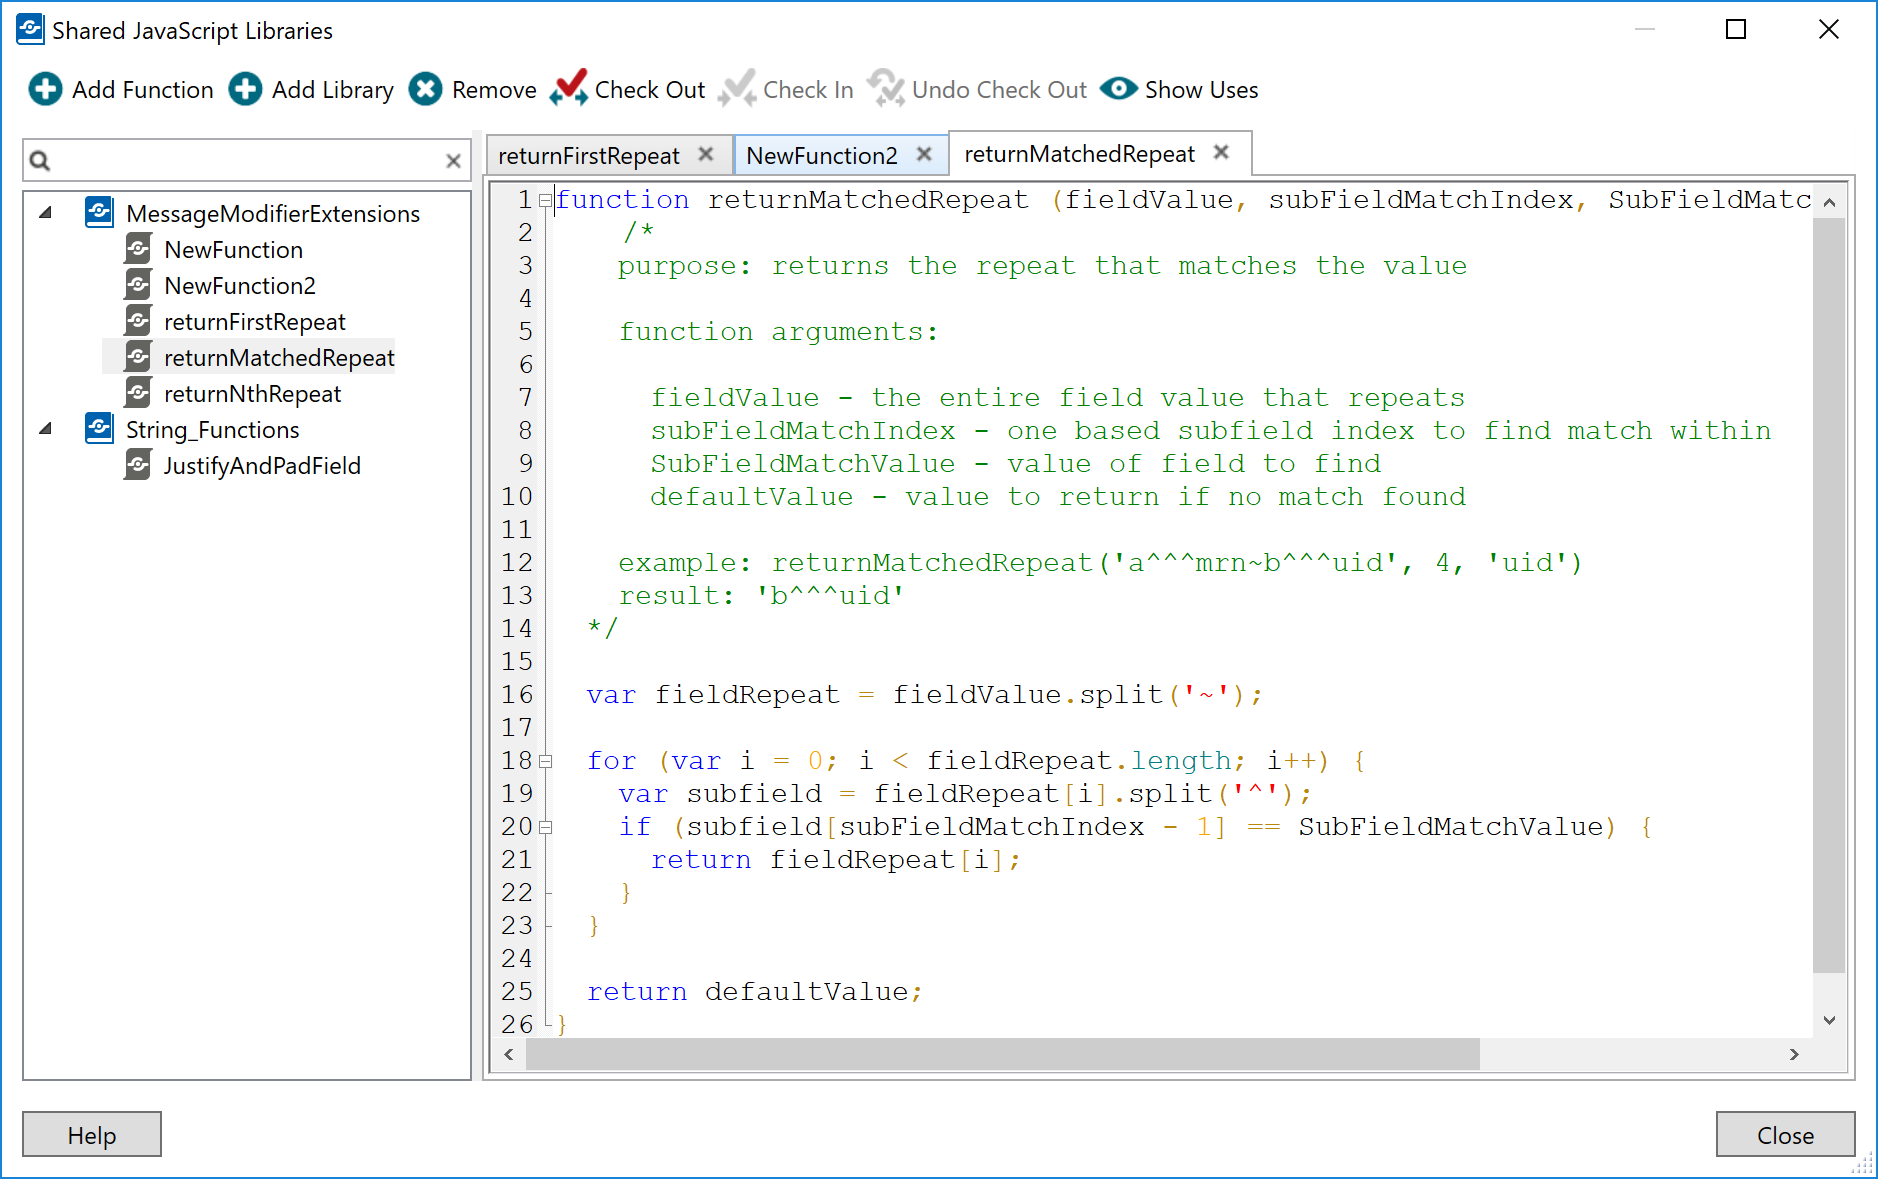 Shared JavaScript Libraries
Add Function Add Library Remove Check Out Check In Undo Check Out Show Uses
returnFirstRepeat NewFunction2 returnMatchedRepeat
MessageModifierExtensions
NewFunction
NewFunction2
returnFirstRepeat
returnMatchedRepeat
returnNthRepeat
String_Functions
JustifyAndPadField
1 function returnMatchedRepeat (fieldValue, subFieldMatchIndex, SubFieldMatc
2 /*
3 purpose: returns the repeat that matches the value
4
5 function arguments:
6
7 fieldValue - the entire field value that repeats
8 subFieldMatchIndex - one based subfield index to find match within
9 SubFieldMatchValue - value of field to find
10 defaultValue - value to return if no match found
11
12 example: returnMatchedRepeat('a^^^mrn~b^^^uid', 4, 'uid')
13 result: 'b^^^uid'
14 */
15
16 var fieldRepeat = fieldValue.split('~');
17
18 for (var i = 0; i < fieldRepeat.length; i++) {
19 var subfield = fieldRepeat[i].split('^');
20 if (subfield[subFieldMatchIndex - 1] == SubFieldMatchValue) {
21 return fieldRepeat[i];
22 }
23 }
24
25 return defaultValue;
26 }
Help
Close